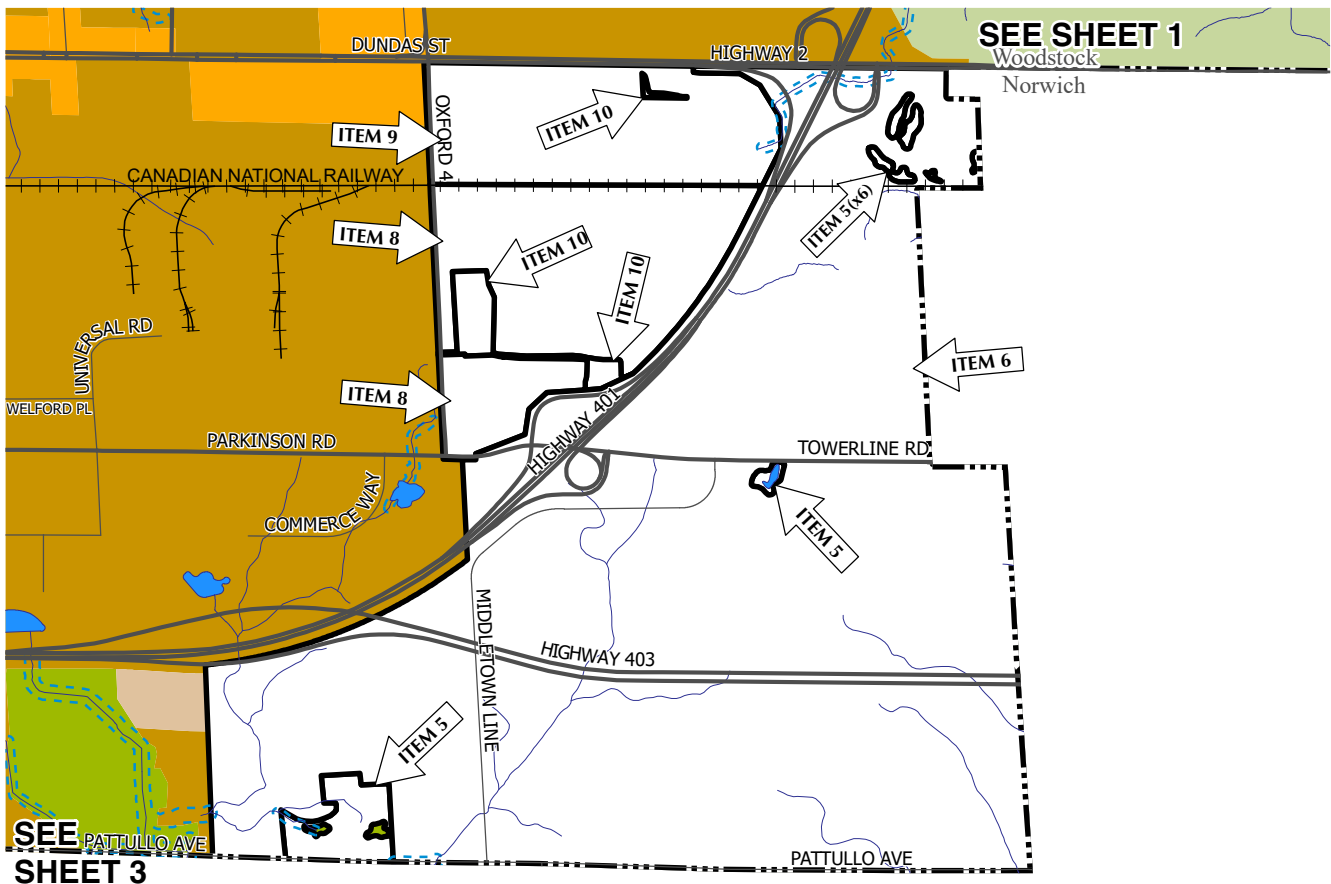 DUNDAS ST
HIGHWAY 2
SEE SHEET 1
Woodstock
Norwich
ITEM 9
OXFORD 4
ITEM 10
CANADIAN NATIONAL RAILWAY
ITEM 5(x6)
ITEM 8
ITEM 10
ITEM 10
UNIVERSAL RD
ITEM 6
ITEM 8
WELFORD PL
HIGHWAY 401
PARKINSON RD
TOWERLINE RD
COMMERCE WAY
ITEM 5
MIDDLETOWN LINE
HIGHWAY 403
ITEM 5
SEE
SHEET 3
PATTULLO AVE
PATTULLO AVE